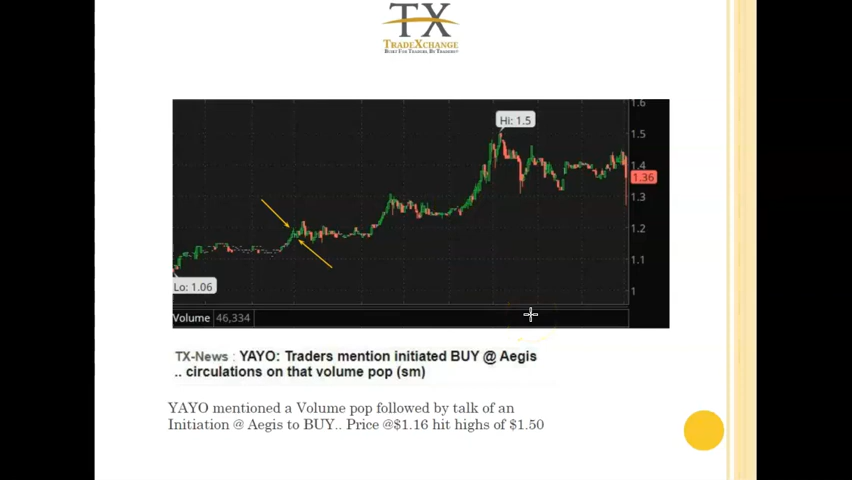 TX
TRADEXCHANGE
BUILT FOR TRADERS, BY TRADERS!
1.6
Hi: 1.5
1.5
1.4
1.36
1.3
1.2
1.1
Lo: 1.06
1
Volume 46,334
TX-News : YAYO: Traders mention initiated BUY @ Aegis
.. circulations on that volume pop (sm)
YAYO mentioned a Volume pop followed by talk of an
Initiation @ Aegis to BUY.. Price @$1.16 hit highs of $1.50